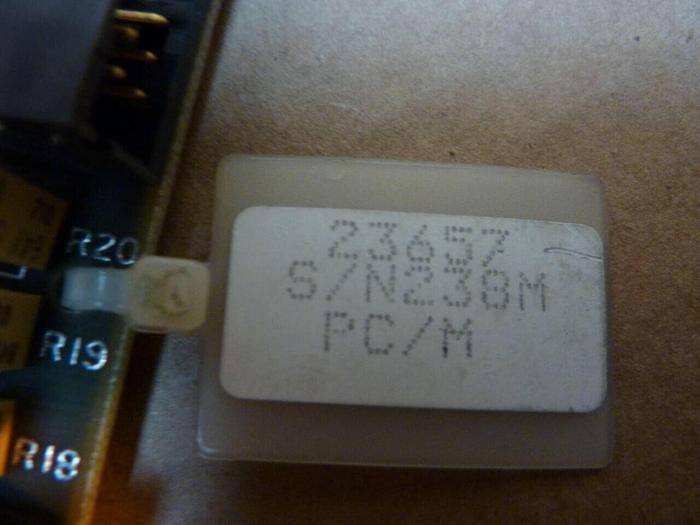 23657
S/N238M
PC/M
R20
R19
R18